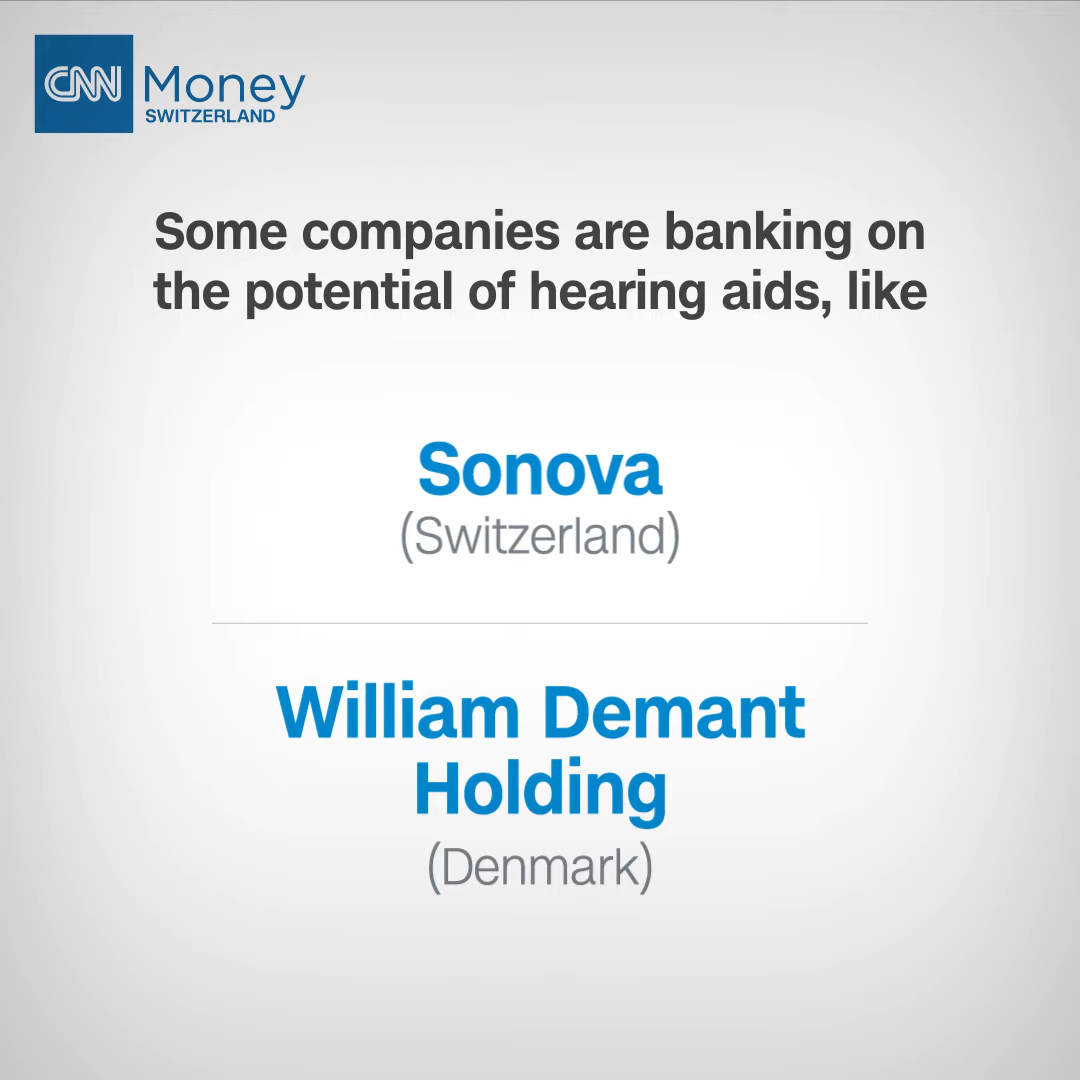 CNN Money
SWITZERLAND
Some companies are banking on
the potential of hearing aids, like
Sonova
(Switzerland)
William Demant
Holding
(Denmark)